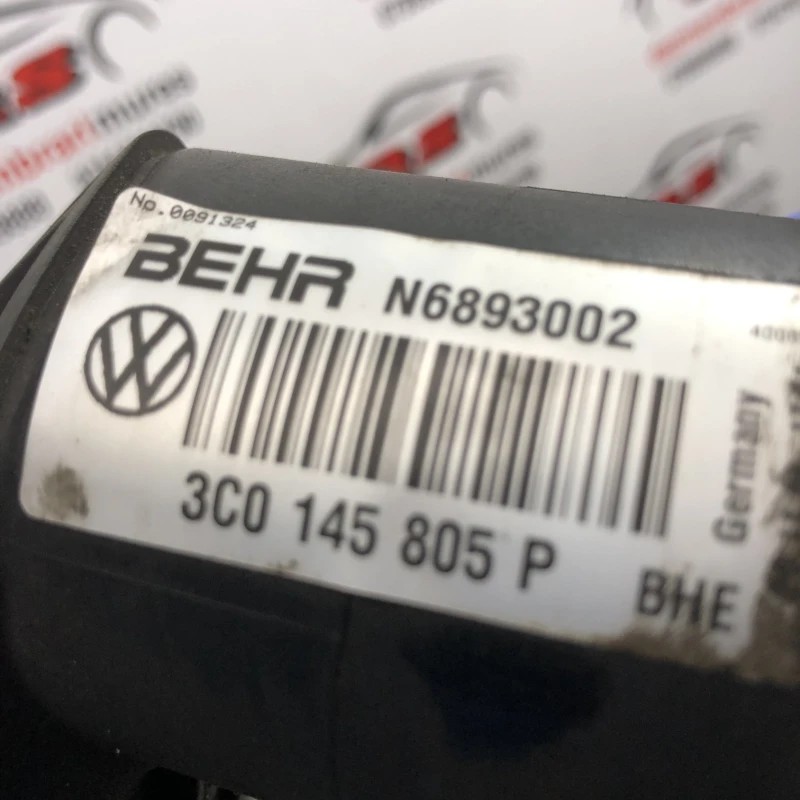 No.0091324
BEHR N6893002
3C0 145 805 P
BHE
Germany